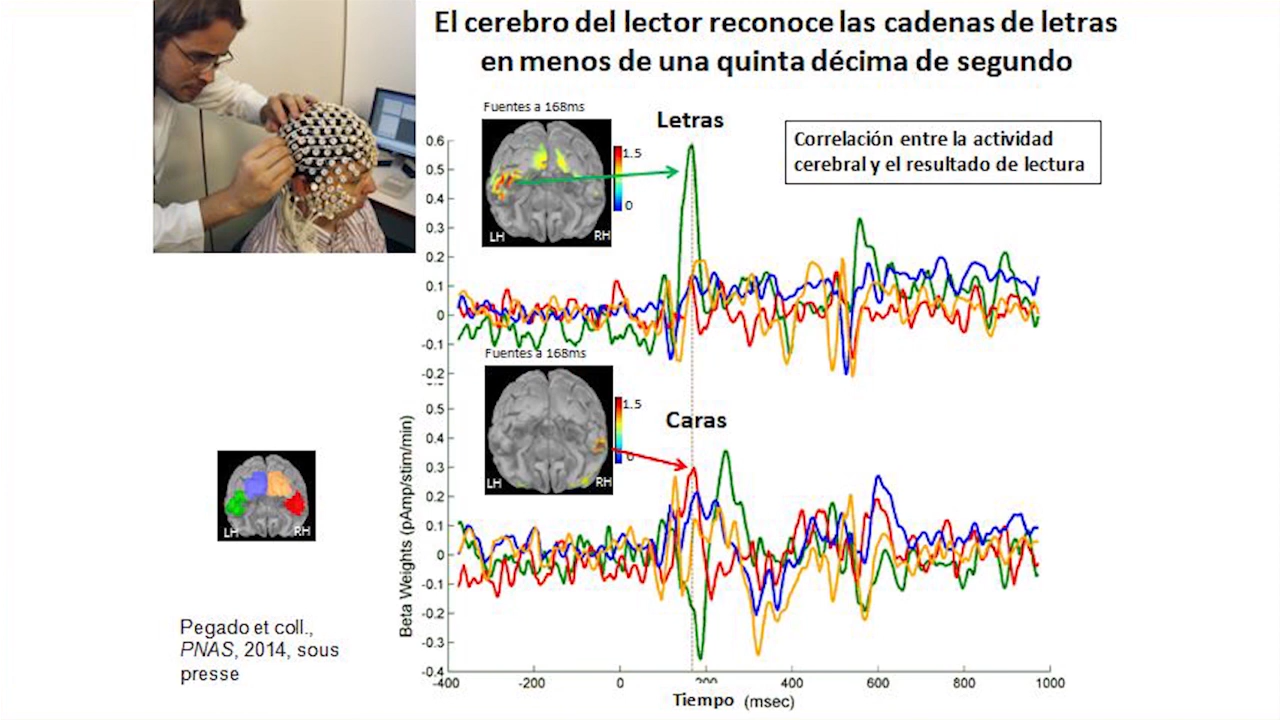 El cerebro del lector reconoce las cadenas de letras
en menos de una quinta décima de segundo
Fuentes a 168ms
Letras
Correlación entre la actividad
cerebral y el resultado de lectura
1.5
0
LH
RH
0.6
0.5
0.4
0.3
0.2
0.1
0
-0.1
-0.2
Fuentes a 168ms
Caras
1.5
0
LH
RH
Beta Weights (pAmp/stim/min)
0.5
0.4
0.3
0.2
0.1
0
-0.1
-0.2
-0.3
-0.4
-400
-200
0
200
400
600
800
1000
Tiempo (msec)
LH
RH
Pegado et coll.,
PNAS, 2014, sous
presse